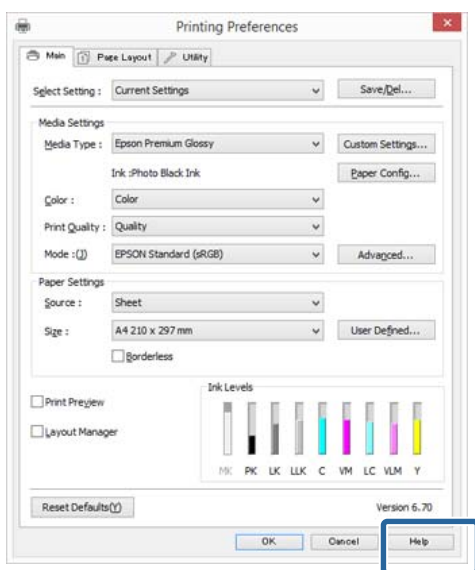 Printing Preferences
Main Page Layout Utility
Select Setting : Current Settings Save/Del...
Media Settings
Media Type : Epson Premium Glossy Custom Settings...
Ink :Photo Black Ink Paper Config...
Color : Color
Print Quality : Quality
Mode :(J) EPSON Standard (sRGB) Advanced...
Paper Settings
Source : Sheet
Size : A4 210 x 297 mm User Defined...
Borderless
Ink Levels
Print Preview
Layout Manager
MK PK LK LLK C VM LC VLM Y
Reset Defaults(Y) Version 6.70
OK Cancel Help